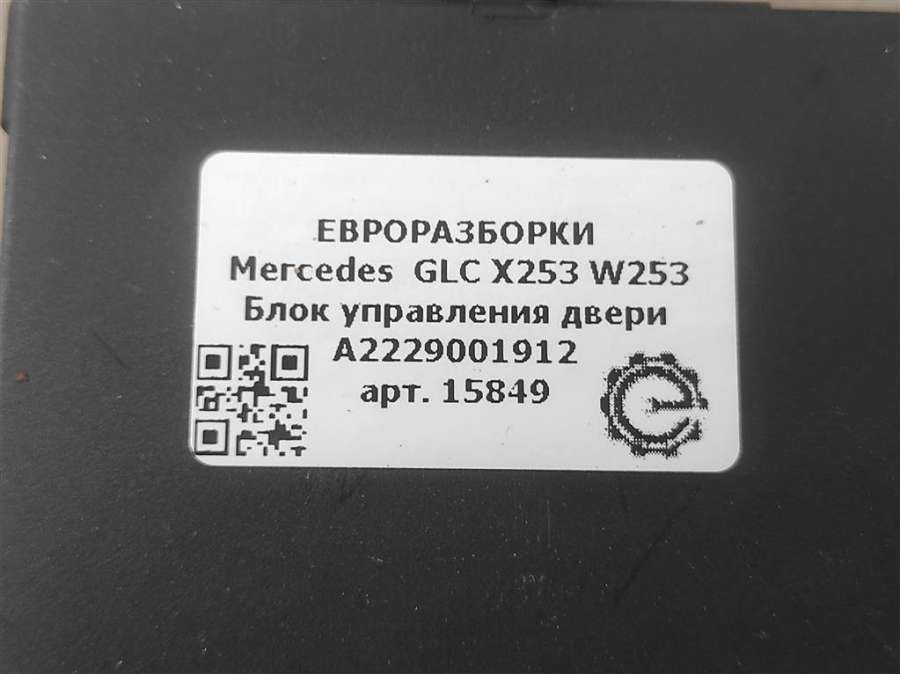 ЕВРОРАЗБОРКИ
Mercedes GLC X253 W253
Блок управления двери
A2229001912
арт. 15849